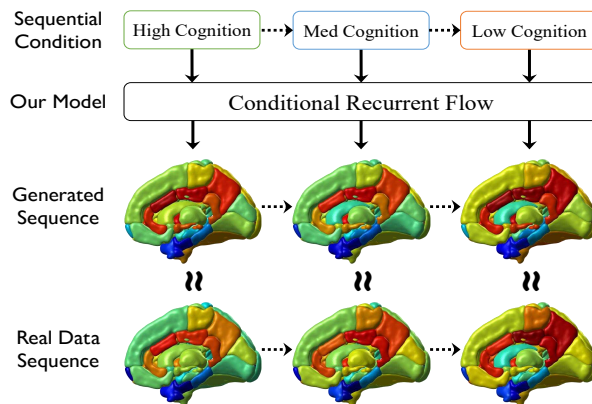 Sequential
Condition
High Cognition
Med Cognition
Low Cognition
Our Model
Conditional Recurrent Flow
Generated
Sequence
≈
≈
≈
Real Data
Sequence